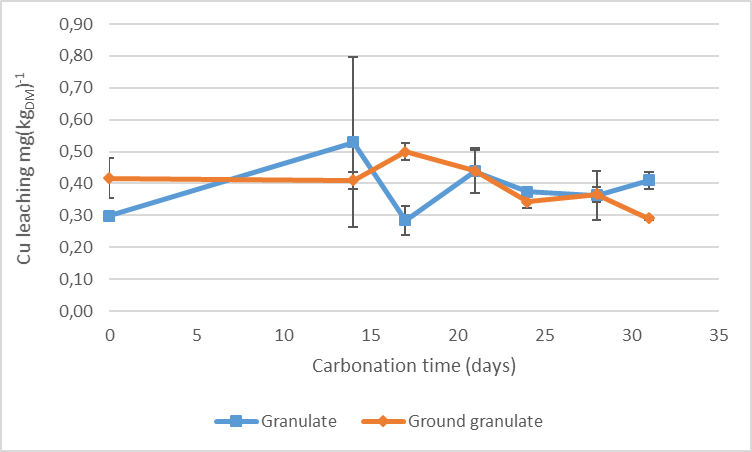 0,90
0,80
0,70
0,60
0,50
0,40
0,30
0,20
0,10
0,00
Cu leaching mg(kgDM)-1
0 5 10 15 20 25 30 35
Carbonation time (days)
Granulate Ground granulate